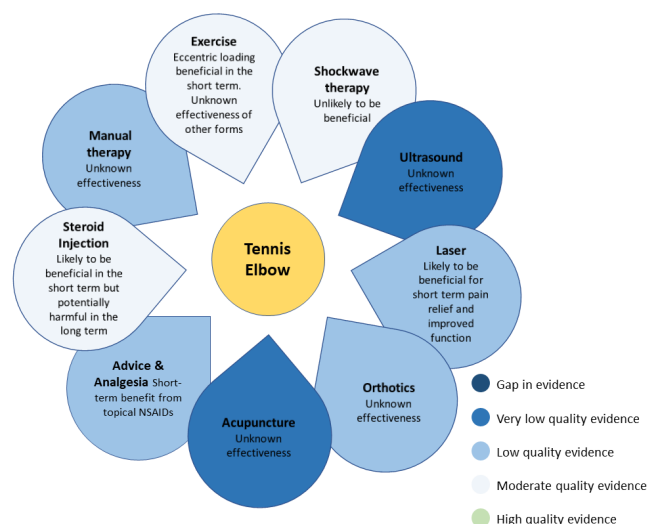 Exercise
Eccentric loading
beneficial in the
short term.
Unknown
effectiveness of
other forms
Shockwave
therapy
Unlikely to be
beneficial
Manual
therapy
Unknown
effectiveness
Ultrasound
Unknown
effectiveness
Steroid
Injection
Likely to be
beneficial in the
short term but
potentially
harmful in the
long term
Tennis
Elbow
Laser
Likely to be
beneficial for
short term pain
relief and
improved
function
Advice &
Analgesia Short-
term benefit from
topical NSAIDs
Acupuncture
Unknown
effectiveness
Orthotics
Unknown
effectiveness
Gap in evidence
Very low quality evidence
Low quality evidence
Moderate quality evidence
High quality evidence